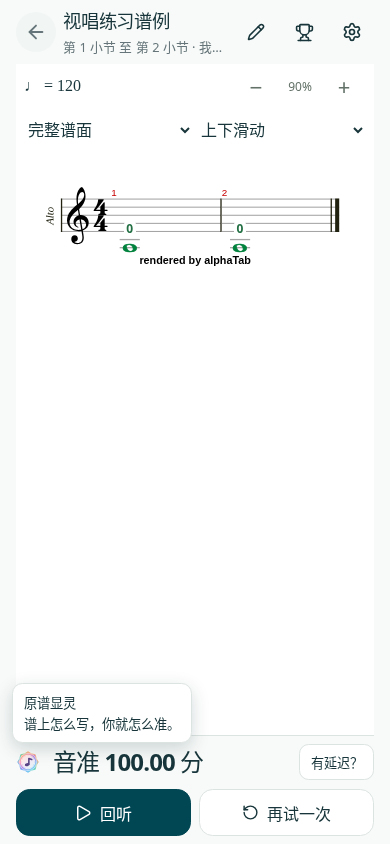 视唱练习谱例
第 1 小节 至 第 2 小节 · 我...
♩ = 120
90%
完整谱面
上下滑动
Alto
4
4
1
2
0
0
rendered by alphaTab
原谱显灵
谱上怎么写，你就怎么准。
音准 100.00 分
有延迟？
回听
再试一次